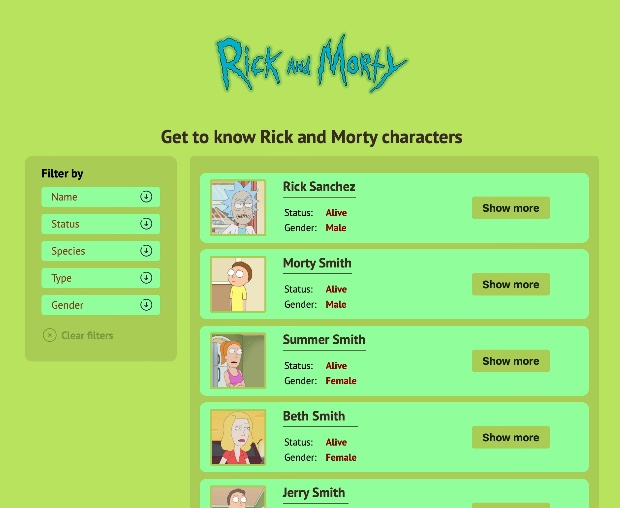 Rick and Morty
Get to know Rick and Morty characters
Filter by
Name
Status
Species
Type
Gender
Clear filters
Rick Sanchez
Status: Alive
Gender: Male
Show more
Morty Smith
Status: Alive
Gender: Male
Show more
Summer Smith
Status: Alive
Gender: Female
Show more
Beth Smith
Status: Alive
Gender: Female
Show more
Jerry Smith